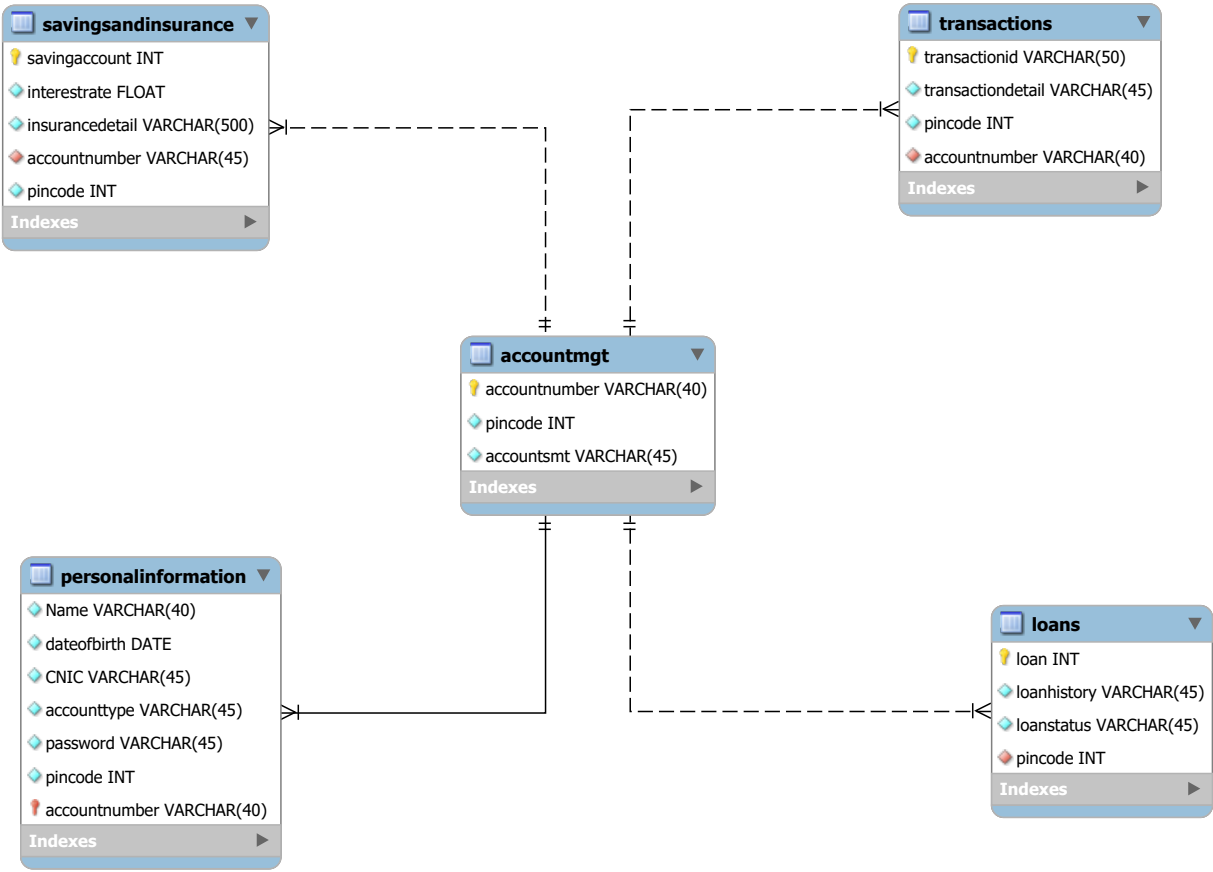 savingsandinsurance
savingaccount INT
interestrate FLOAT
insurancedetail VARCHAR(500)
accountnumber VARCHAR(45)
pincode INT
Indexes
transactions
transactionid VARCHAR(50)
transactiondetail VARCHAR(45)
pincode INT
accountnumber VARCHAR(40)
Indexes
accountmgt
accountnumber VARCHAR(40)
pincode INT
accountsmt VARCHAR(45)
Indexes
personalinformation
Name VARCHAR(40)
dateofbirth DATE
CNIC VARCHAR(45)
accounttype VARCHAR(45)
password VARCHAR(45)
pincode INT
accountnumber VARCHAR(40)
Indexes
loans
loan INT
loanhistory VARCHAR(45)
loanstatus VARCHAR(45)
pincode INT
Indexes